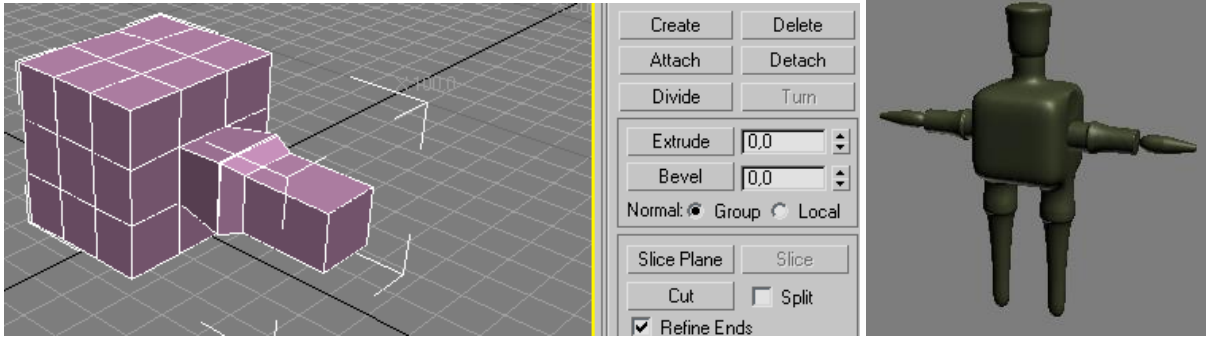 Create Delete
Attach Detach
Divide Turn
Extrude 0,0
Bevel 0,0
Normal: Group Local
Slice Plane Slice
Cut Split
Refine Ends